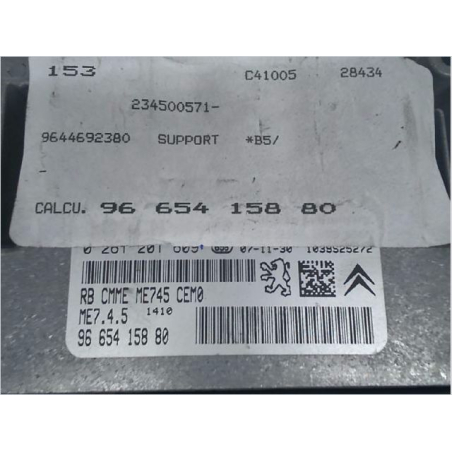 153 C41005 28434
234500571-
9644692380 SUPPORT *B5/
CALCU. 96 654 158 80
07-11-30 1039S25272
RB CMME ME745 CEM0
ME7.4.5 1410
96 654 158 80